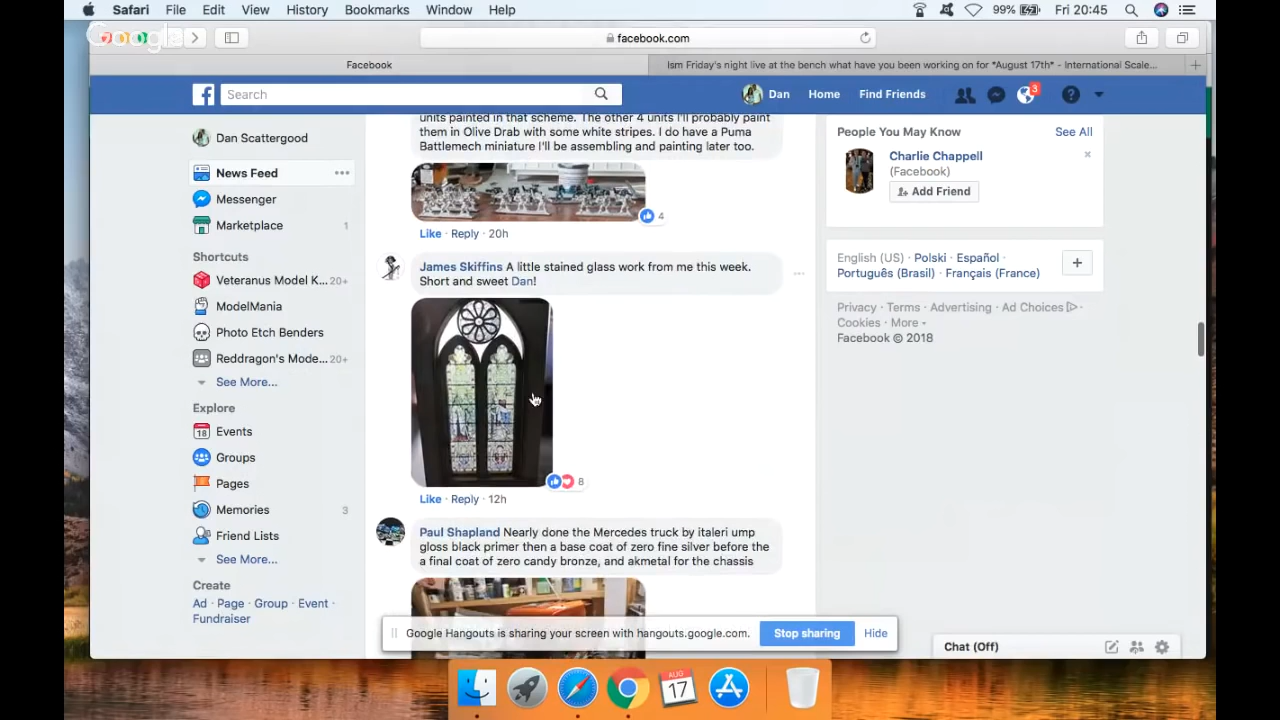 Safari File Edit View History Bookmarks Window Help 99% Fri 20:45
Google
facebook.com
Facebook
ism Friday's night live at the bench what have you been working on for *August 17th* - International Scale...
Search
Dan Home Find Friends 3
Dan Scattergood
News Feed
Messenger
Marketplace 1
Shortcuts
Veteranus Model K... 20+
ModelMania
Photo Etch Benders
Reddragon's Mode... 20+
See More...
Explore
18 Events
Groups
Pages
Memories 3
Friend Lists
See More...
Create
Ad · Page · Group · Event ·
Fundraiser
units painted in that scheme. The other 4 units I'll probably paint
them in Olive Drab with some white stripes. I do have a Puma
Battlemech miniature I'll be assembling and painting later too.
4
Like · Reply · 20h
James Skiffins A little stained glass work from me this week.
Short and sweet Dan!
8
Like · Reply · 12h
Paul Shapland Nearly done the Mercedes truck by italeri ump
gloss black primer then a base coat of zero fine silver before the
a final coat of zero candy bronze, and akmetal for the chassis
People You May Know See All
Charlie Chappell
(Facebook)
Add Friend
English (US) · Polski · Español ·
Português (Brasil) · Français (France)
Privacy · Terms · Advertising · Ad Choices ·
Cookies · More
Facebook © 2018
Google Hangouts is sharing your screen with hangouts.google.com. Stop sharing Hide
Chat (Off)
AUG
17